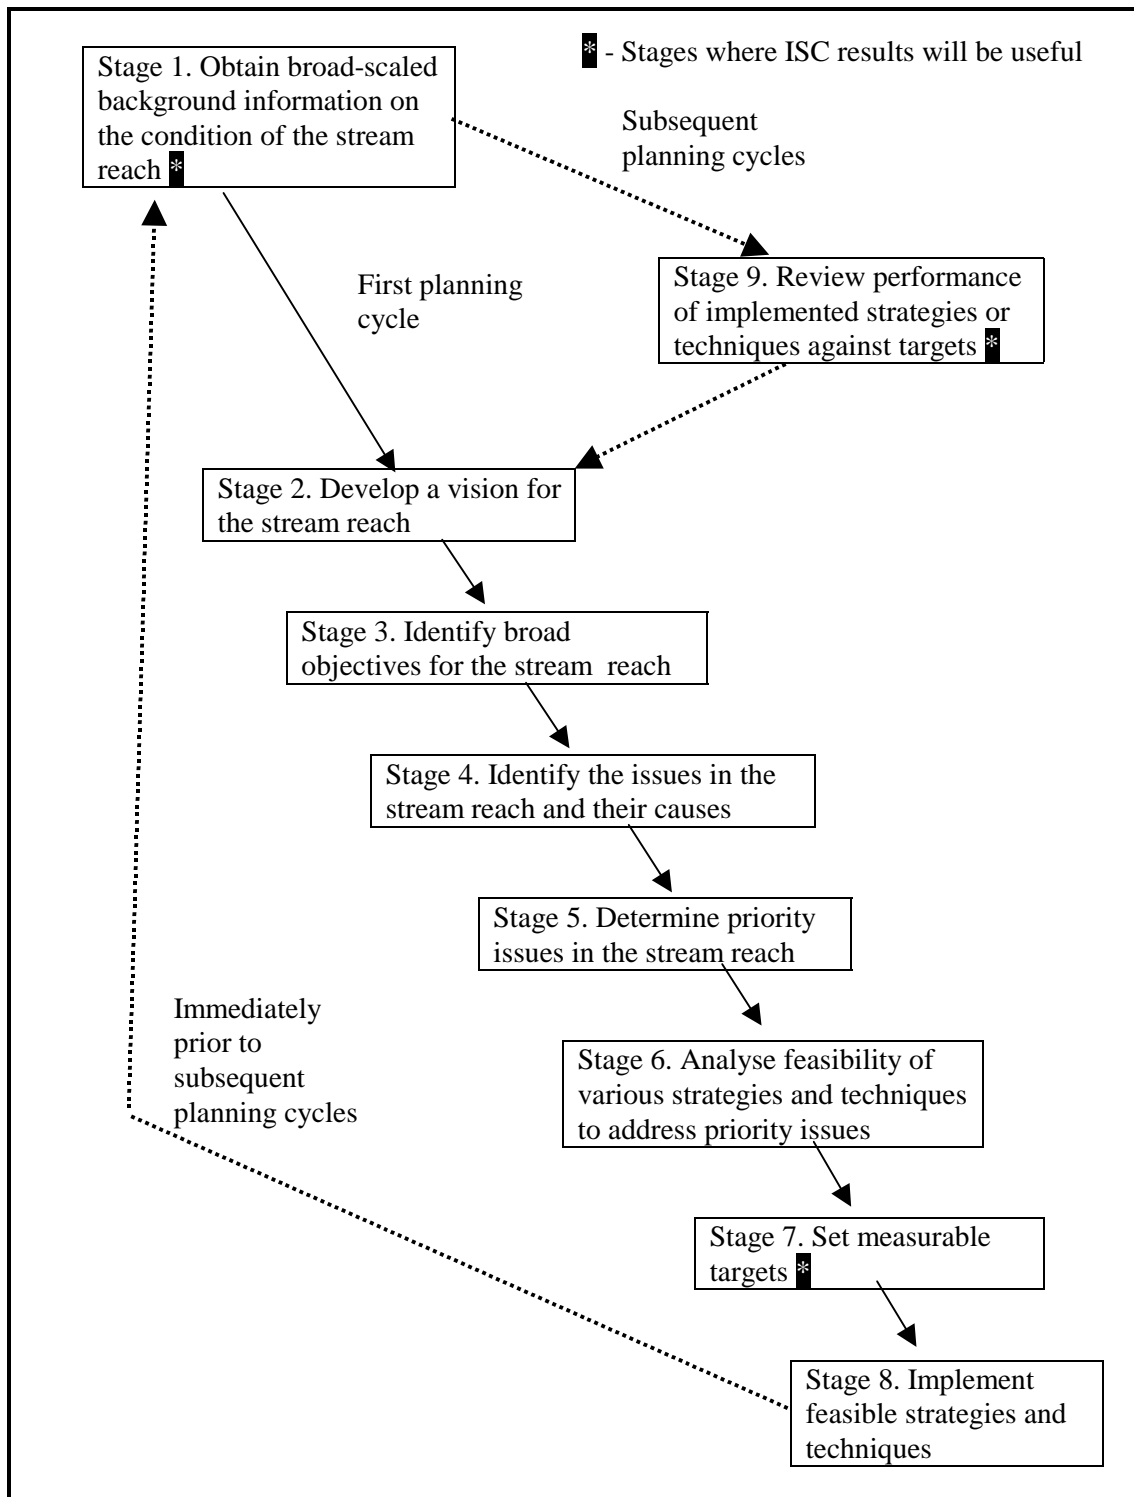 * - Stages where ISC results will be useful
Stage 1. Obtain broad-scaled
background information on
the condition of the stream
reach *
Subsequent
planning cycles
First planning
cycle
Stage 9. Review performance
of implemented strategies or
techniques against targets *
Stage 2. Develop a vision for
the stream reach
Stage 3. Identify broad
objectives for the stream  reach
Stage 4. Identify the issues in the
stream reach and their causes
Stage 5. Determine priority
issues in the stream reach
Immediately
prior to
subsequent
planning cycles
Stage 6. Analyse feasibility of
various strategies and techniques
to address priority issues
Stage 7. Set measurable
targets *
Stage 8. Implement
feasible strategies and
techniques